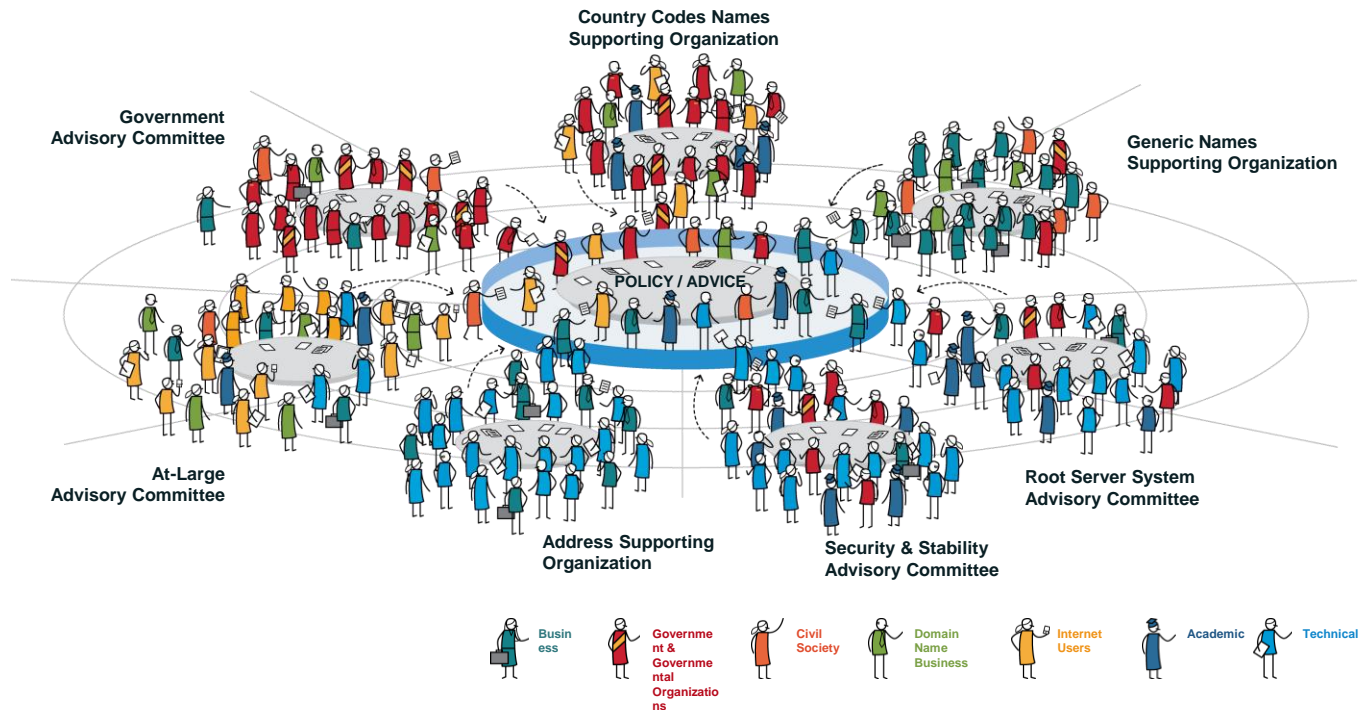 Country Codes Names
Supporting Organization
Government
Advisory Committee
Generic Names
Supporting Organization
POLICY / ADVICE
At-Large
Advisory Committee
Root Server System
Advisory Committee
Address Supporting
Organization
Security & Stability
Advisory Committee
Busin
ess
Governme
nt &
Governme
ntal
Organizatio
ns
Civil
Society
Domain
Name
Business
Internet
Users
Academic
Technical